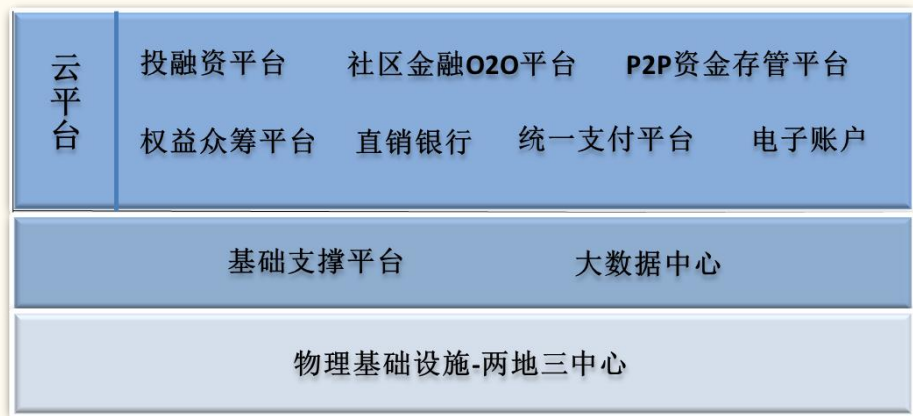 云平台
投融资平台 社区金融O2O平台 P2P资金存管平台
权益众筹平台 直销银行 统一支付平台 电子账户
基础支撑平台 大数据中心
物理基础设施-两地三中心